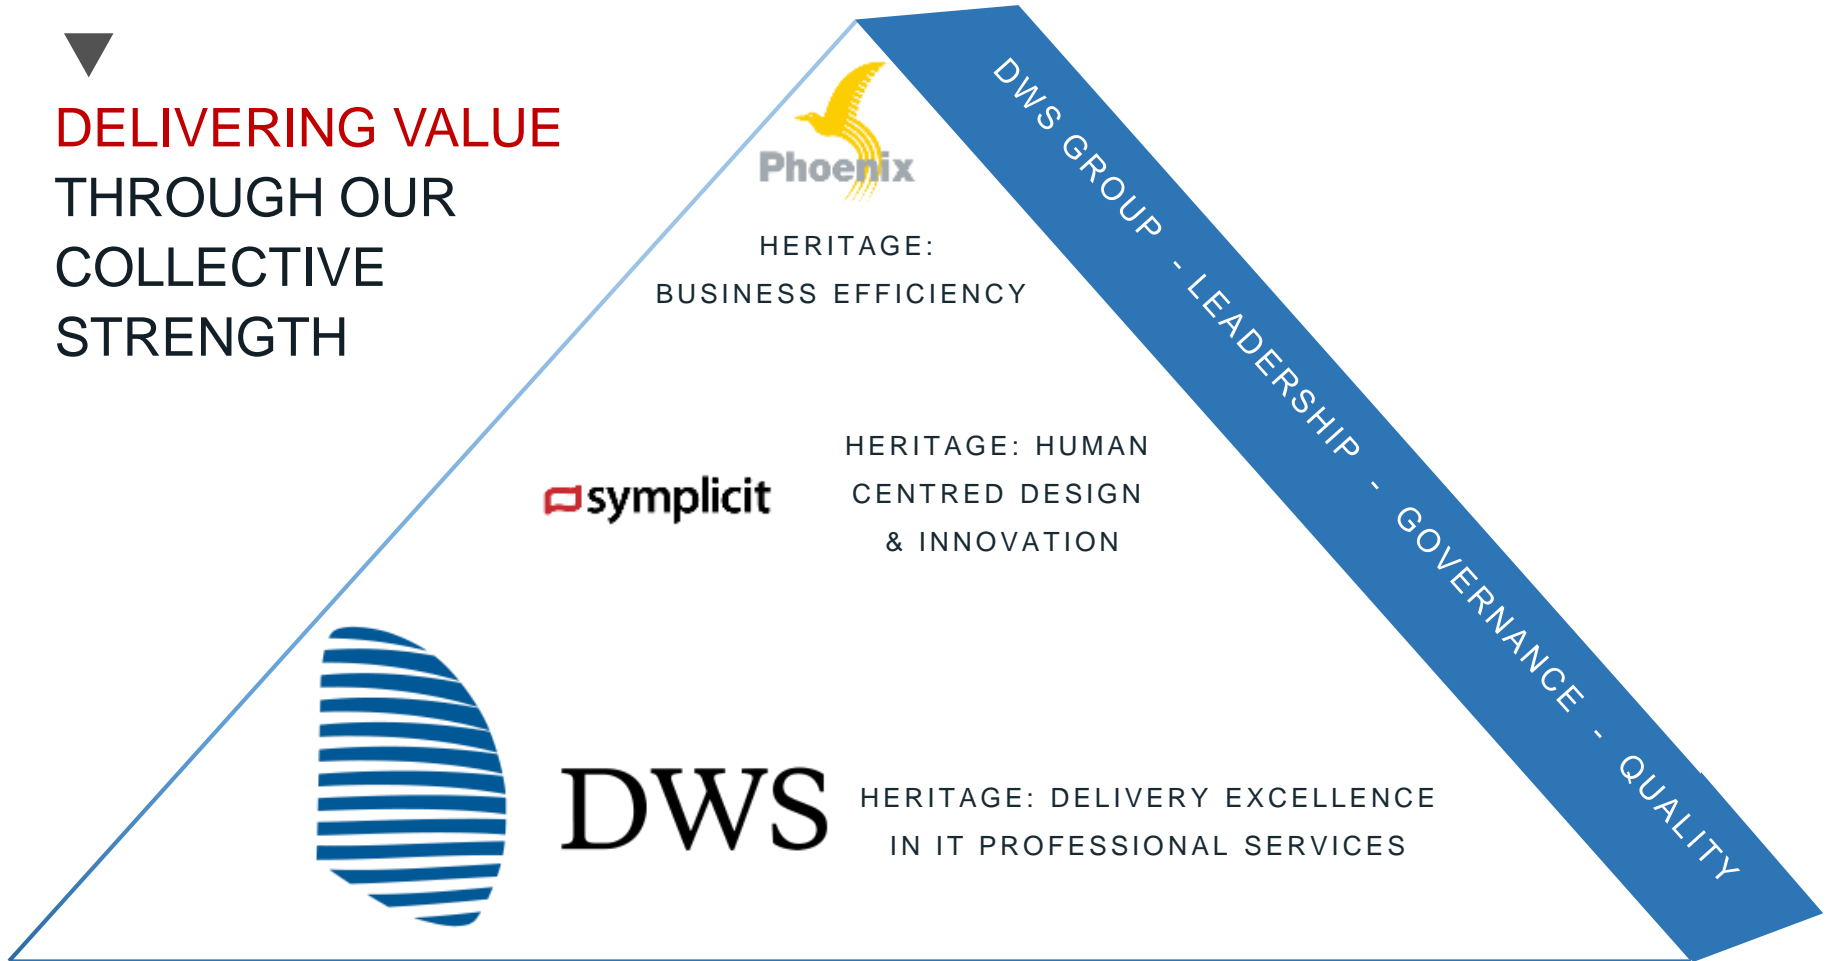 DELIVERING VALUE
THROUGH OUR
COLLECTIVE
STRENGTH
Phoenix
HERITAGE:
BUSINESS EFFICIENCY
symplicit
HERITAGE: HUMAN
CENTRED DESIGN
& INNOVATION
DWS
HERITAGE: DELIVERY EXCELLENCE
IN IT PROFESSIONAL SERVICES
DWS GROUP - LEADERSHIP - GOVERNANCE - QUALITY